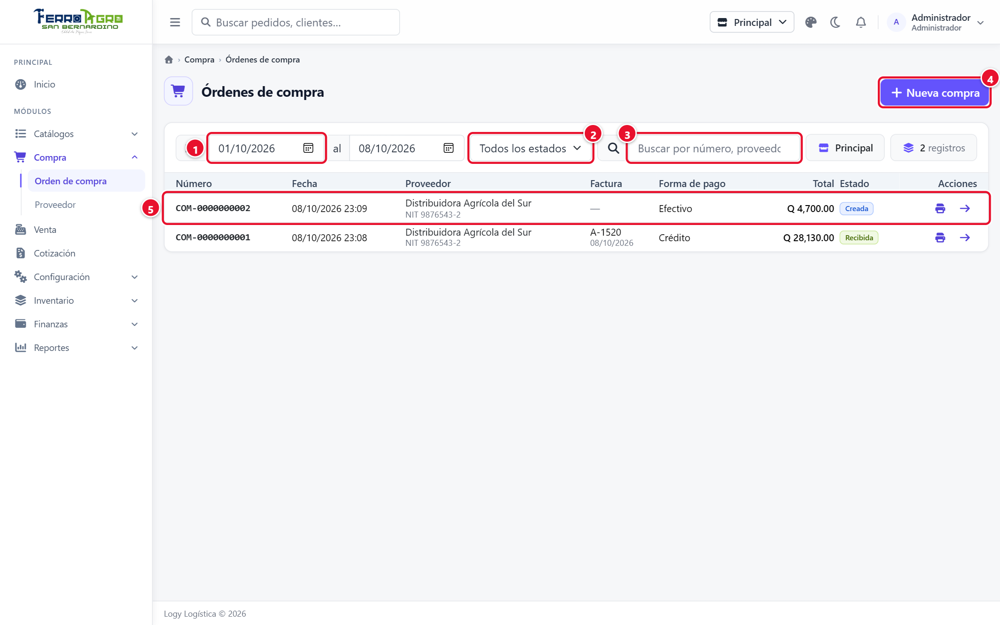 FERRO AGRO
SAN BERNARDINO
Buscar pedidos, clientes...
Principal
A
Administrador
Administrador
PRINCIPAL
Inicio
MÓDULOS
Catálogos
Compra
Orden de compra
Proveedor
Venta
Cotización
Configuración
Inventario
Finanzas
Reportes
Compra › Órdenes de compra
Órdenes de compra
+ Nueva compra
4
1
01/10/2026
al
08/10/2026
Todos los estados
2
3
Buscar por número, proveedo
Principal
2 registros
Número Fecha Proveedor Factura Forma de pago Total Estado Acciones
5
COM-0000000002 08/10/2026 23:09 Distribuidora Agrícola del Sur — Efectivo Q 4,700.00 Creada
NIT 9876543-2
COM-0000000001 08/10/2026 23:08 Distribuidora Agrícola del Sur A-1520 Crédito Q 28,130.00 Recibida
NIT 9876543-2 08/10/2026
Logy Logística © 2026